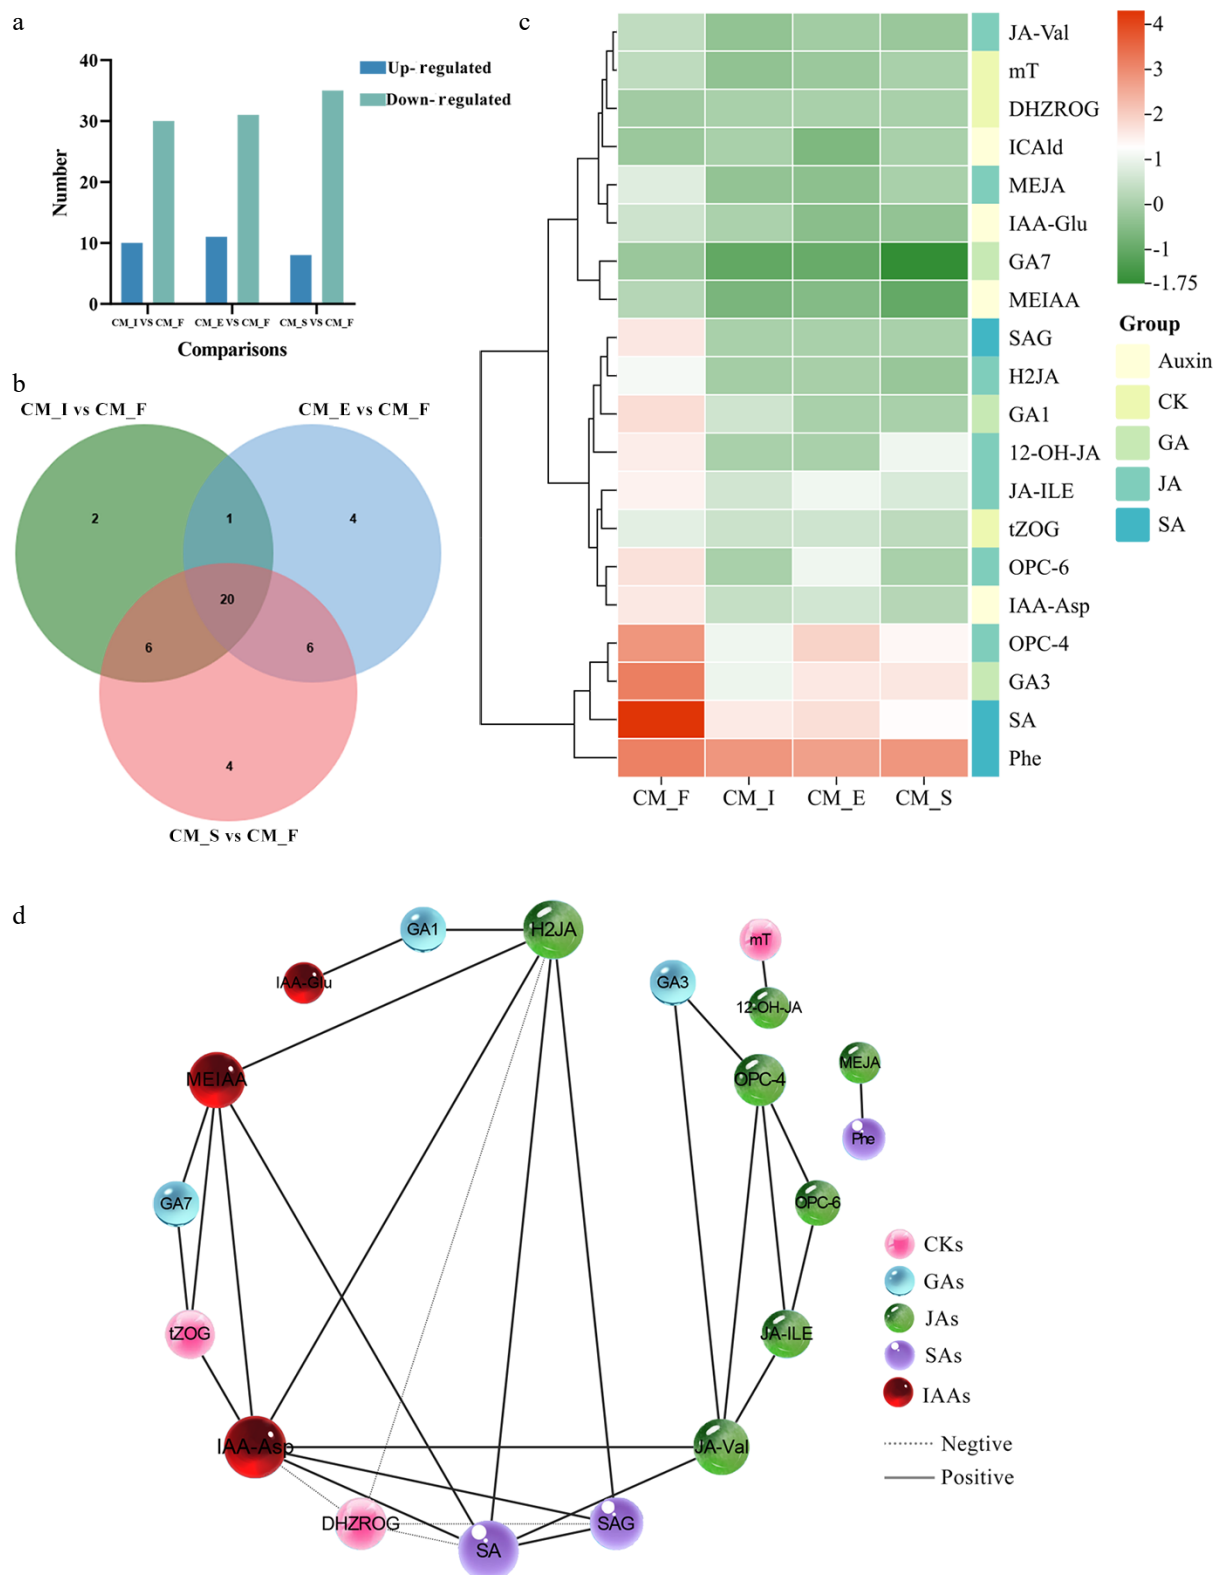 a
40
30
20
10
0
Number
CM_I VS CM_F
CM_E VS CM_F
CM_S VS CM_F
Comparisons
Up- regulated
Down- regulated
b
CM_I vs CM_F
CM_E vs CM_F
2
1
4
20
6
6
4
CM_S vs CM_F
c
JA-Val
mT
DHZROG
ICAld
MEJA
IAA-Glu
GA7
MEIAA
SAG
H2JA
GA1
12-OH-JA
JA-ILE
tZOG
OPC-6
IAA-Asp
OPC-4
GA3
SA
Phe
CM_F
CM_I
CM_E
CM_S
4
3
2
1
0
-1
-1.75
Group
Auxin
CK
GA
JA
SA
d
GA1
H2JA
mT
IAA-Glu
GA3
12-OH-JA
MEIAA
OPC-4
MEJA
Phe
GA7
OPC-6
tZOG
JA-ILE
IAA-Asp
JA-Val
DHZROG
SA
SAG
CKs
GAs
JAs
SAs
IAAs
Negtive
Positive